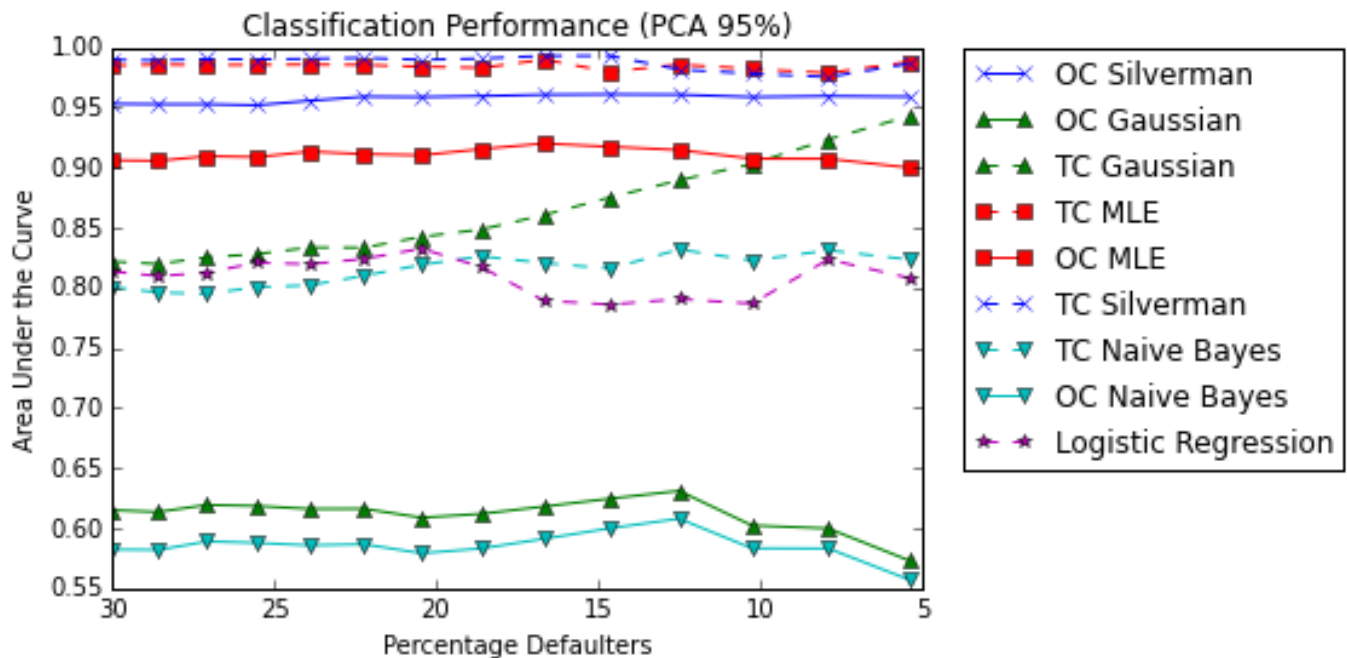 Classification Performance (PCA 95%)
1.00
0.95
0.90
0.85
0.80
0.75
0.70
0.65
0.60
0.55
Area Under the Curve
30 25 20 15 10 5
Percentage Defaulters
OC Silverman
OC Gaussian
TC Gaussian
TC MLE
OC MLE
TC Silverman
TC Naive Bayes
OC Naive Bayes
Logistic Regression